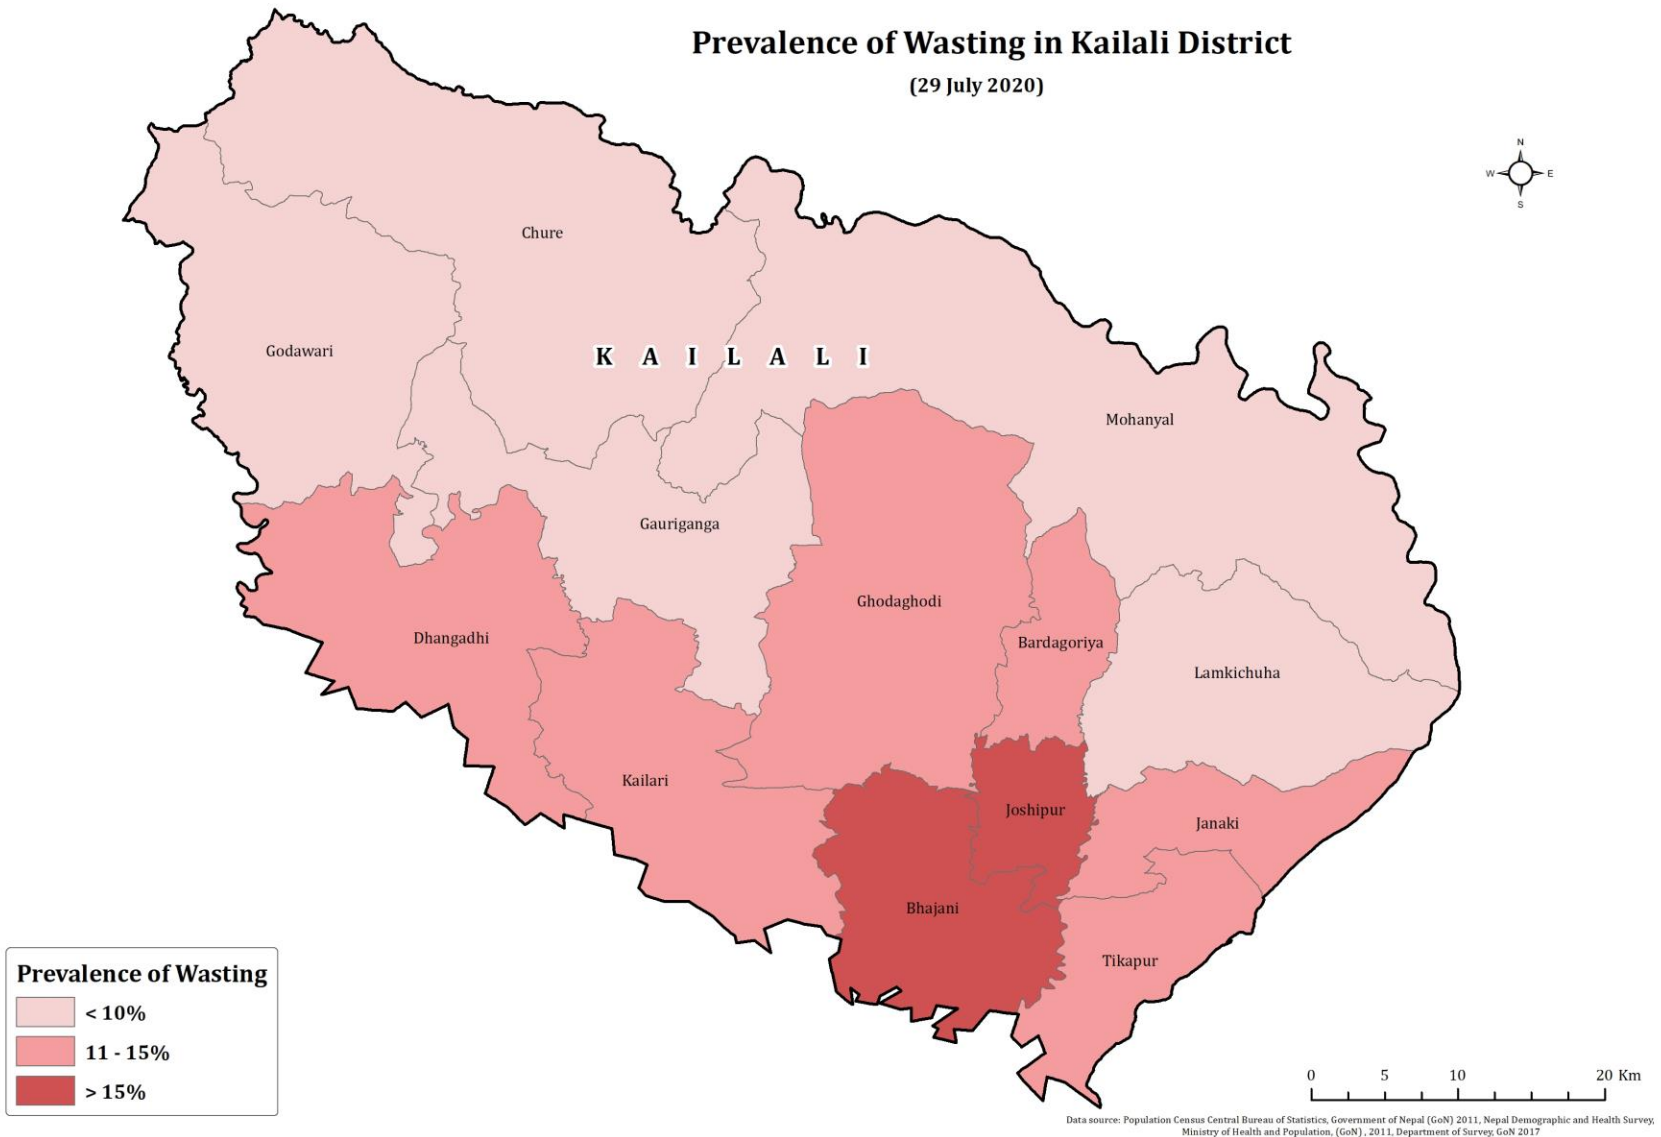 Prevalence of Wasting in Kailali District
(29 July 2020)
N
W E
S
Chure
Godawari
K A I L A L I
Mohanyal
Gauriganga
Ghodaghodi
Dhangadhi
Bardagoriya
Lamkichuha
Kailari
Joshipur
Janaki
Bhajani
Tikapur
Prevalence of Wasting
< 10%
11 - 15%
> 15%
0 5 10 20 Km
Data source: Population Census Central Bureau of Statistics, Government of Nepal (GoN) 2011, Nepal Demographic and Health Survey,
Ministry of Health and Population, (GoN) , 2011, Department of Survey, GoN 2017